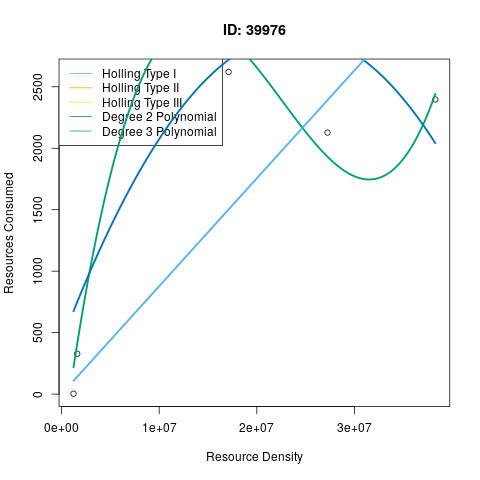 ID: 39976
Holling Type I
Holling Type II
Holling Type III
Degree 2 Polynomial
Degree 3 Polynomial
Resources Consumed
2500
2000
1500
1000
500
0
0e+00 1e+07 2e+07 3e+07
Resource Density